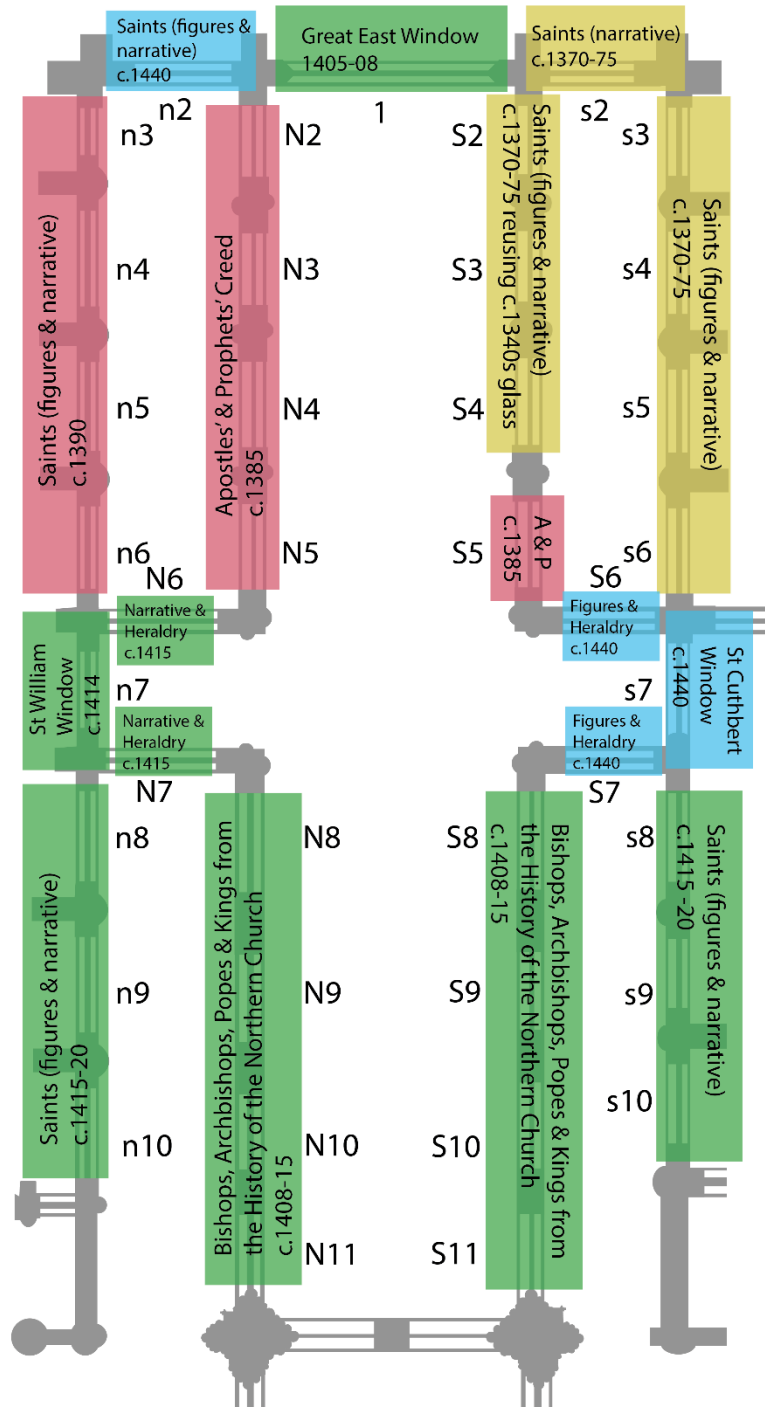 Saints (figures &
narrative)
c.1440
Great East Window
1405-08
Saints (narrative)
c.1370-75
n2
1
s2
n3
N2
S2
s3
Saints (figures & narrative)
c.1390
Apostles’ & Prophets’ Creed
c.1385
Saints (figures & narrative)
c.1370-75 reusing c.1340s glass
Saints (figures & narrative)
c.1370-75
n4
N3
S3
s4
n5
N4
S4
s5
n6
N5
S5
s6
A & P
c.1385
N6
S6
Narrative &
Heraldry
c.1415
Figures &
Heraldry
c.1440
St William
Window
c.1414
n7
s7
St Cuthbert
Window
c.1440
Narrative &
Heraldry
c.1415
Figures &
Heraldry
c.1440
N7
S7
n8
N8
S8
s8
Saints (figures & narrative)
c.1415-20
Bishops, Archbishops, Popes & Kings from
the History of the Northern Church
c.1408-15
Bishops, Archbishops, Popes & Kings from
the History of the Northern Church
c.1408-15
Saints (figures & narrative)
c.1415 -20
n9
N9
S9
s9
n10
N10
S10
s10
N11
S11